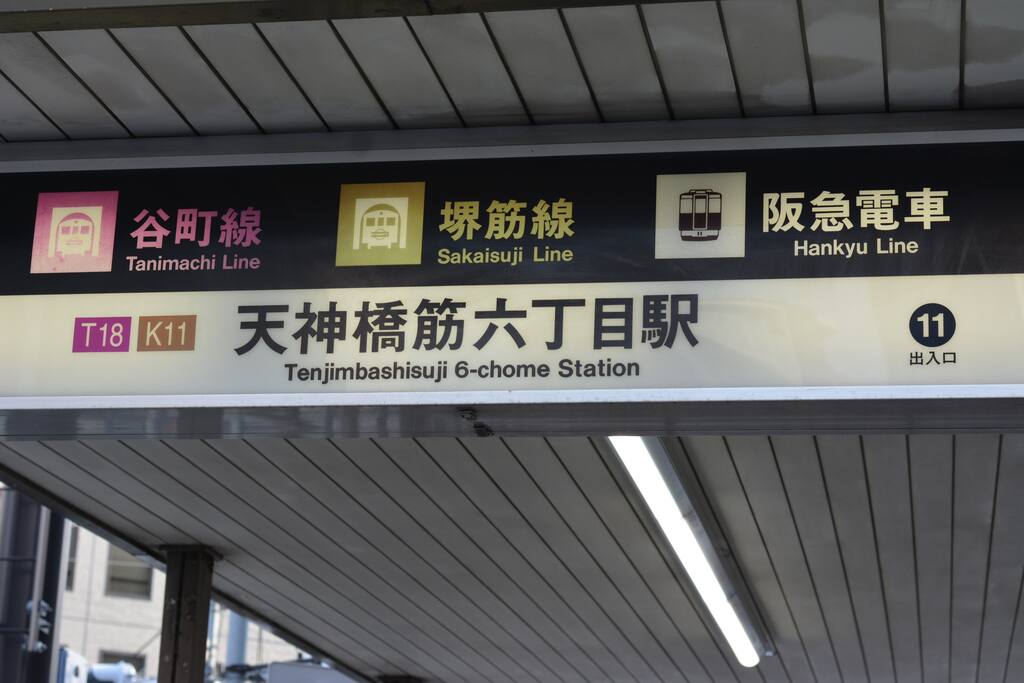 谷町線
Tanimachi Line
堺筋線
Sakaisuji Line
阪急電車
Hankyu Line
T18 K11
天神橋筋六丁目駅
Tenjimbashisuji 6-chome Station
11
出入口